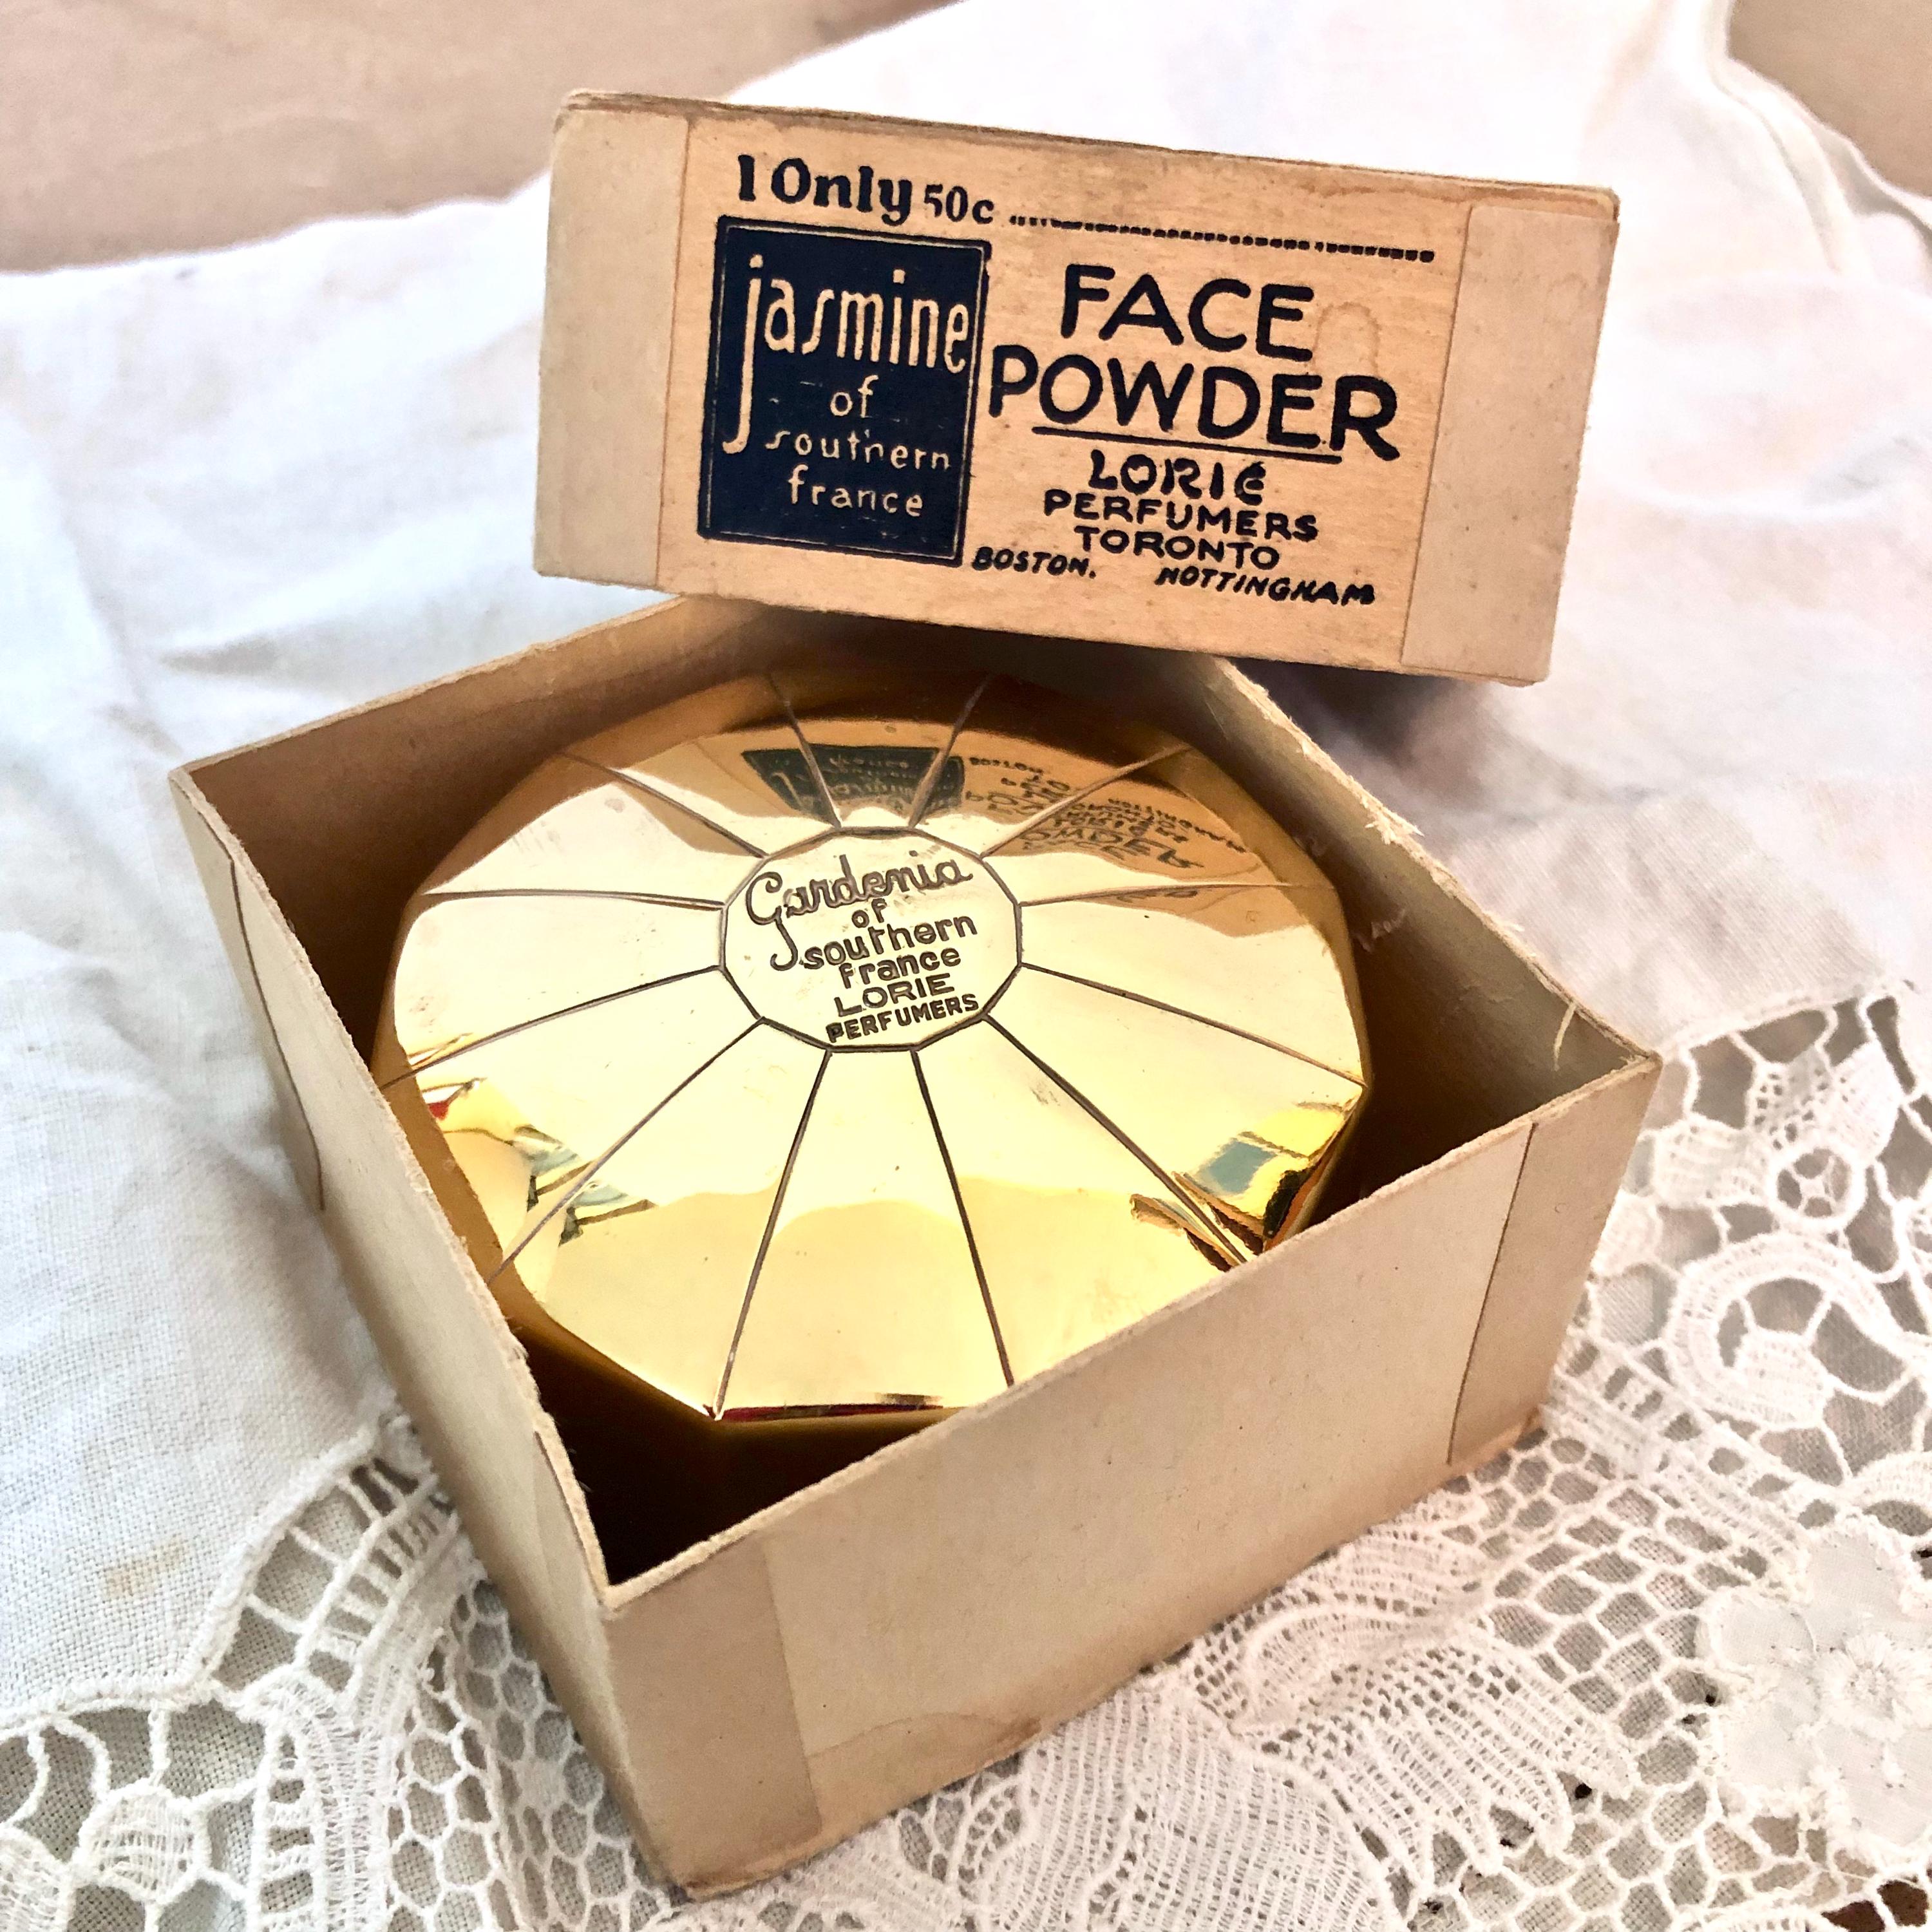 1 Only 50c
jasmine
of
southern
france
FACE
POWDER
LORIÉ
PERFUMERS
TORONTO
BOSTON. NOTTINGHAM
Gardenia
of
southern
france
LORIE
PERFUMERS